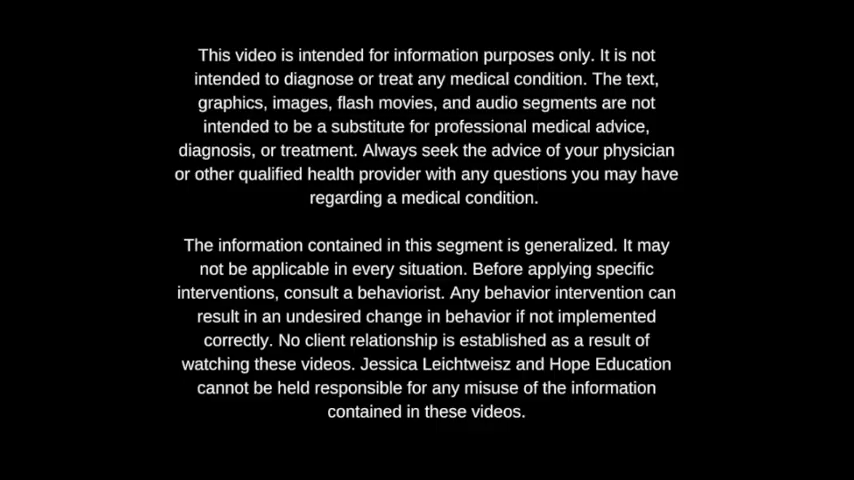 This video is intended for information purposes only. It is not
intended to diagnose or treat any medical condition. The text,
graphics, images, flash movies, and audio segments are not
intended to be a substitute for professional medical advice,
diagnosis, or treatment. Always seek the advice of your physician
or other qualified health provider with any questions you may have
regarding a medical condition.
The information contained in this segment is generalized. It may
not be applicable in every situation. Before applying specific
interventions, consult a behaviorist. Any behavior intervention can
result in an undesired change in behavior if not implemented
correctly. No client relationship is established as a result of
watching these videos. Jessica Leichtweisz and Hope Education
cannot be held responsible for any misuse of the information
contained in these videos.